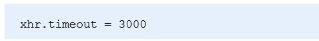 xhr.timeout = 3000